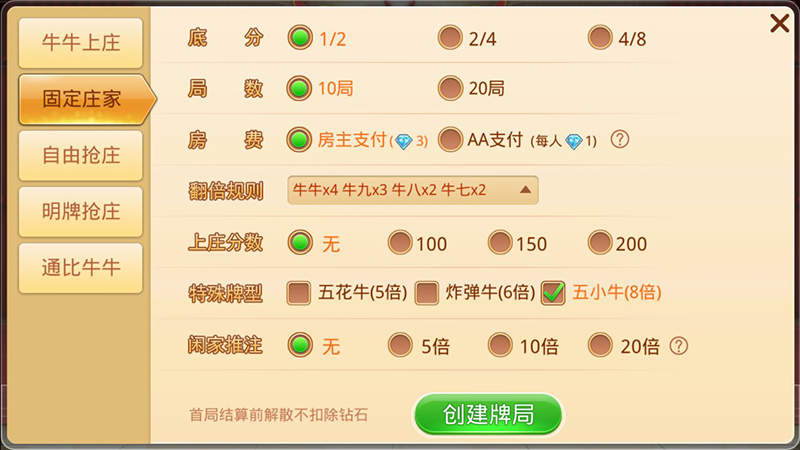 牛牛上庄
固定庄家
自由抢庄
明牌抢庄
通比牛牛
底 分 1/2 2/4 4/8
局 数 10局 20局
房 费 房主支付(3) AA支付 (每人1) ?
翻倍规则 牛牛x4 牛九x3 牛八x2 牛七x2
上庄分数 无 100 150 200
特殊牌型 五花牛(5倍) 炸弹牛(6倍) 五小牛(8倍)
闲家推注 无 5倍 10倍 20倍 ?
首局结算前解散不扣除钻石 创建牌局